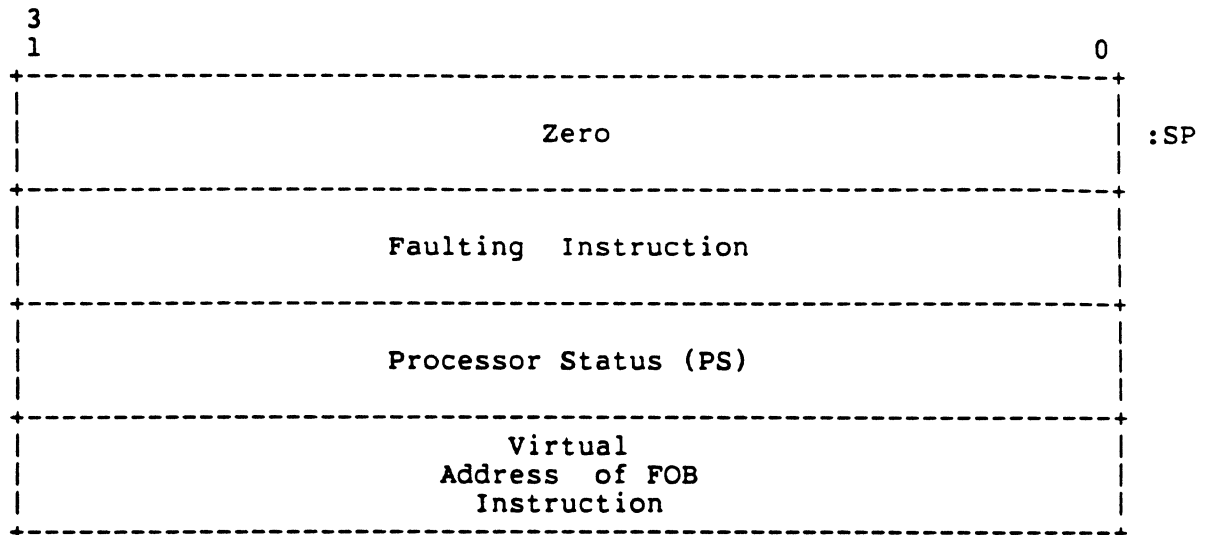 3
1 0
Zero :SP
Faulting Instruction
Processor Status (PS)
Virtual
Address of FOB
Instruction